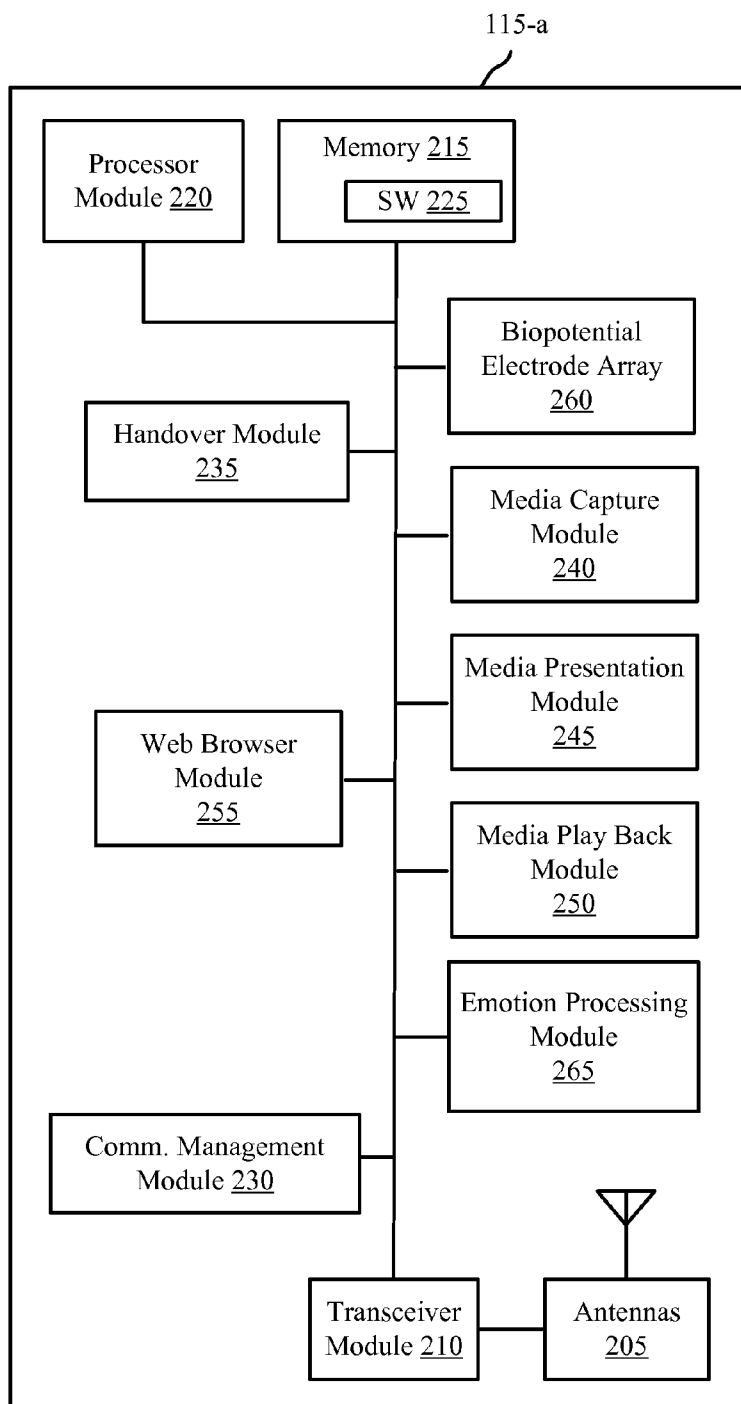 115-a
Processor
Module 220
Memory 215
SW 225
Biopotential
Electrode Array
260
Handover Module
235
Media Capture
Module
240
Media Presentation
Module
245
Web Browser
Module
255
Media Play Back
Module
250
Emotion Processing
Module
265
Comm. Management
Module 230
Transceiver
Module 210
Antennas
205